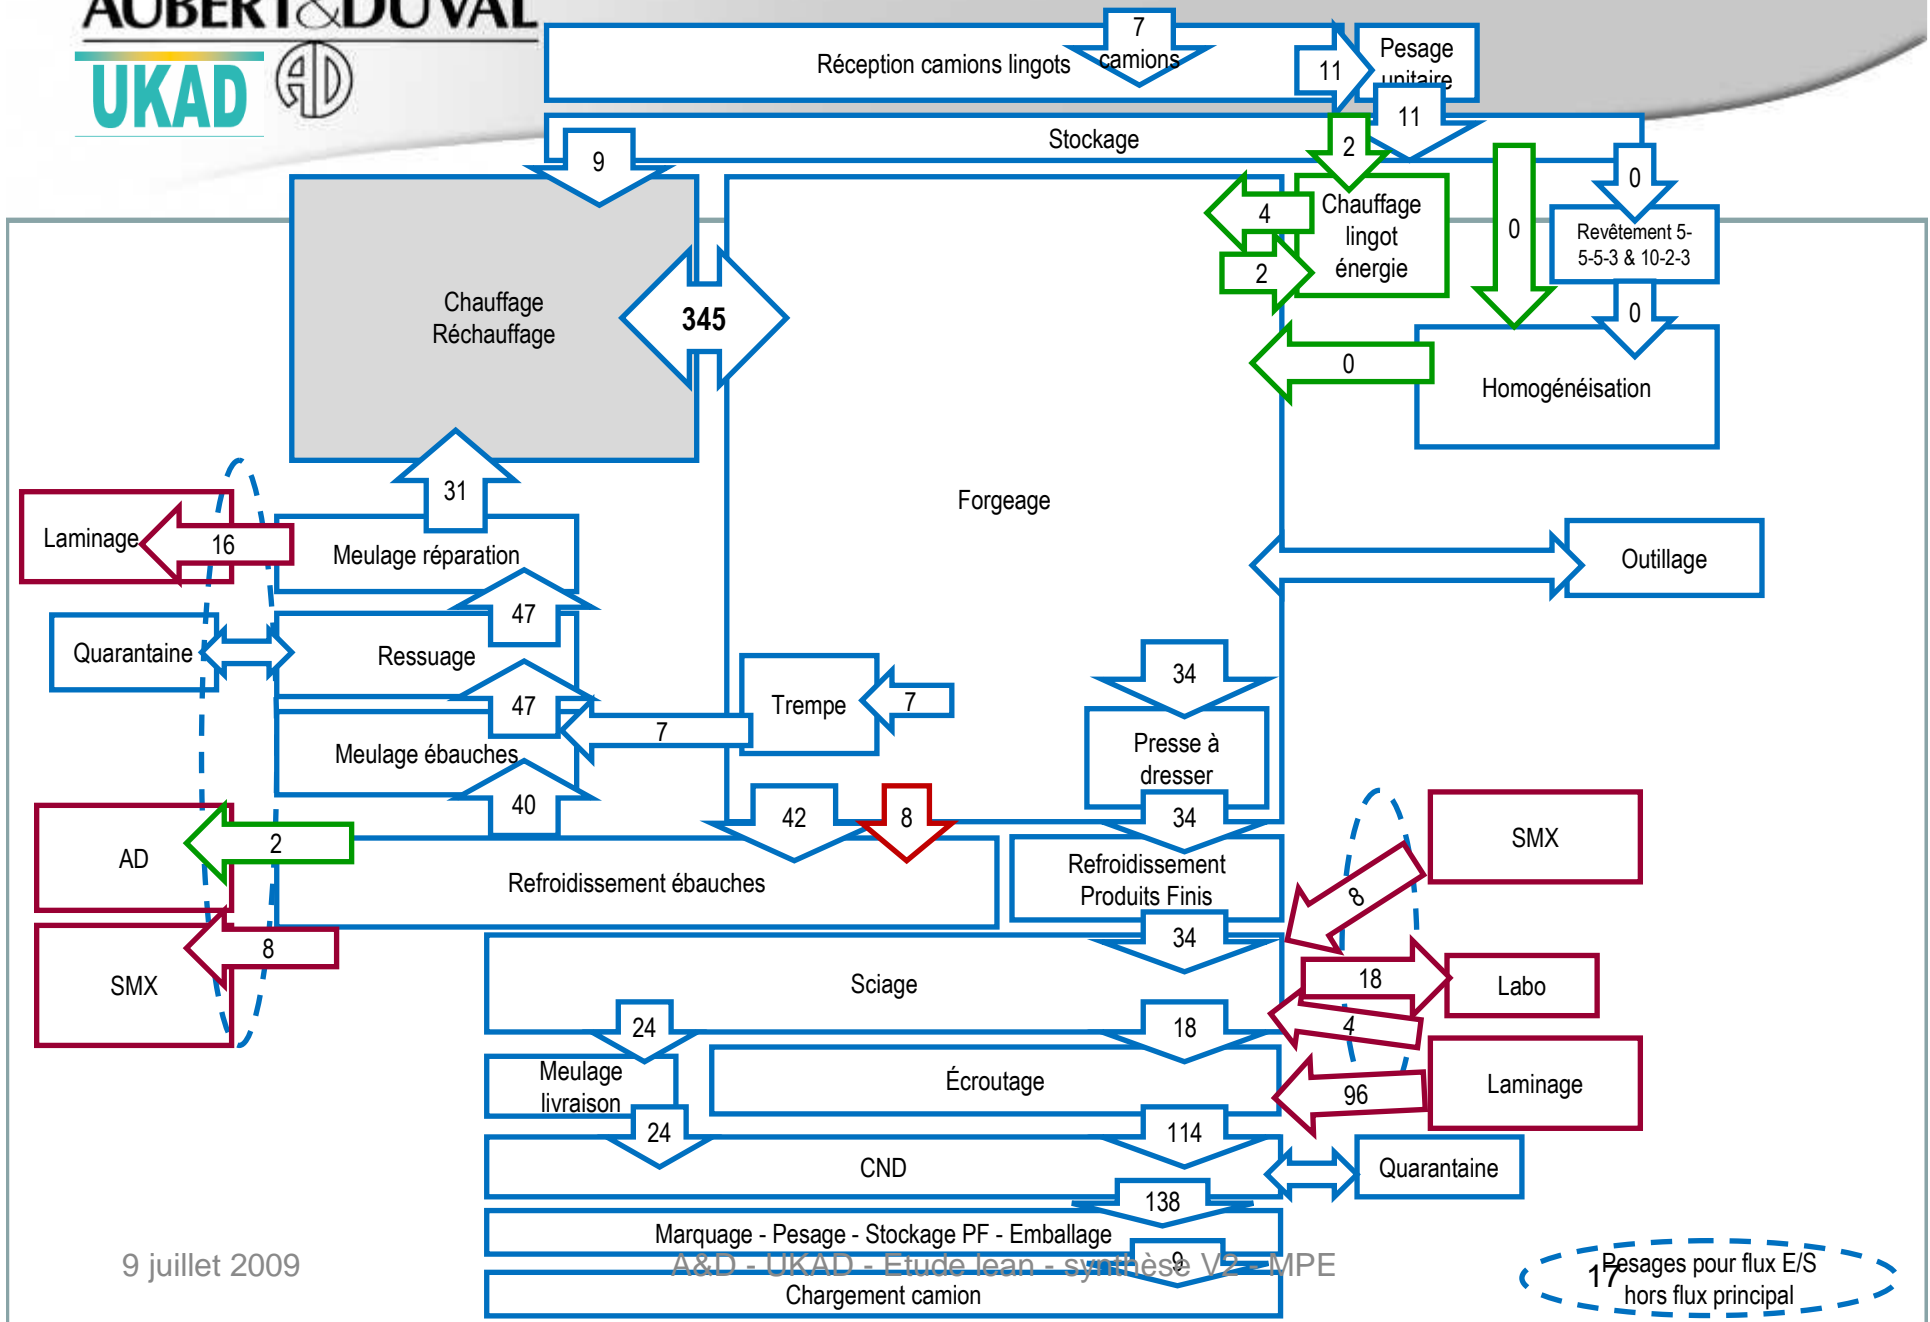 AUBERT&DUVAL
UKAD
AD
7
camions
Réception camions lingots
11
Pesage
unitaire
11
Stockage
9
2
0
0
Chauffage
Réchauffage
345
4
2
Chauffage
lingot
énergie
Revêtement 5-
5-5-3 & 10-2-3
0
0
Homogénéisation
31
Forgeage
Laminage
16
Meulage réparation
Outillage
47
Quarantaine
Ressuage
34
47
Trempe
7
7
Meulage ébauches
Presse à
dresser
40
42
8
34
AD
2
Refroidissement ébauches
Refroidissement
Produits Finis
SMX
8
34
SMX
8
Sciage
18
Labo
24
18
4
Meulage
livraison
Écroutage
96
Laminage
24
114
CND
Quarantaine
138
Marquage - Pesage - Stockage PF - Emballage
9
9 juillet 2009
A&D - UKAD - Etude lean - synthèse V2 - MPE
17
Pesages pour flux E/S
hors flux principal
Chargement camion